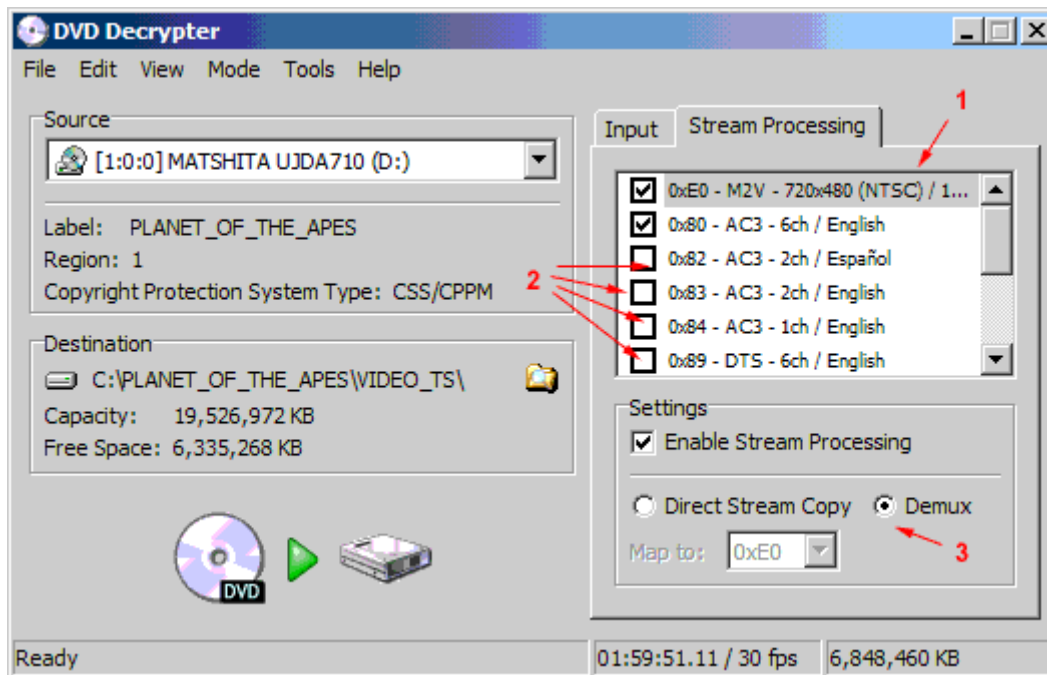 DVD Decrypter
File Edit View Mode Tools Help
Source
[1:0:0] MATSHITA UJDA710 (D:)
Label: PLANET_OF_THE_APES
Region: 1
Copyright Protection System Type: CSS/CPPM
Destination
C:\PLANET_OF_THE_APES\VIDEO_TS\
Capacity: 19,526,972 KB
Free Space: 6,335,268 KB
DVD
Input Stream Processing
1
0xE0 - M2V - 720x480 (NTSC) / 1...
0x80 - AC3 - 6ch / English
0x82 - AC3 - 2ch / Español
2
0x83 - AC3 - 2ch / English
0x84 - AC3 - 1ch / English
0x89 - DTS - 6ch / English
Settings
Enable Stream Processing
Direct Stream Copy Demux
Map to: 0xE0
3
Ready
01:59:51.11 / 30 fps
6,848,460 KB